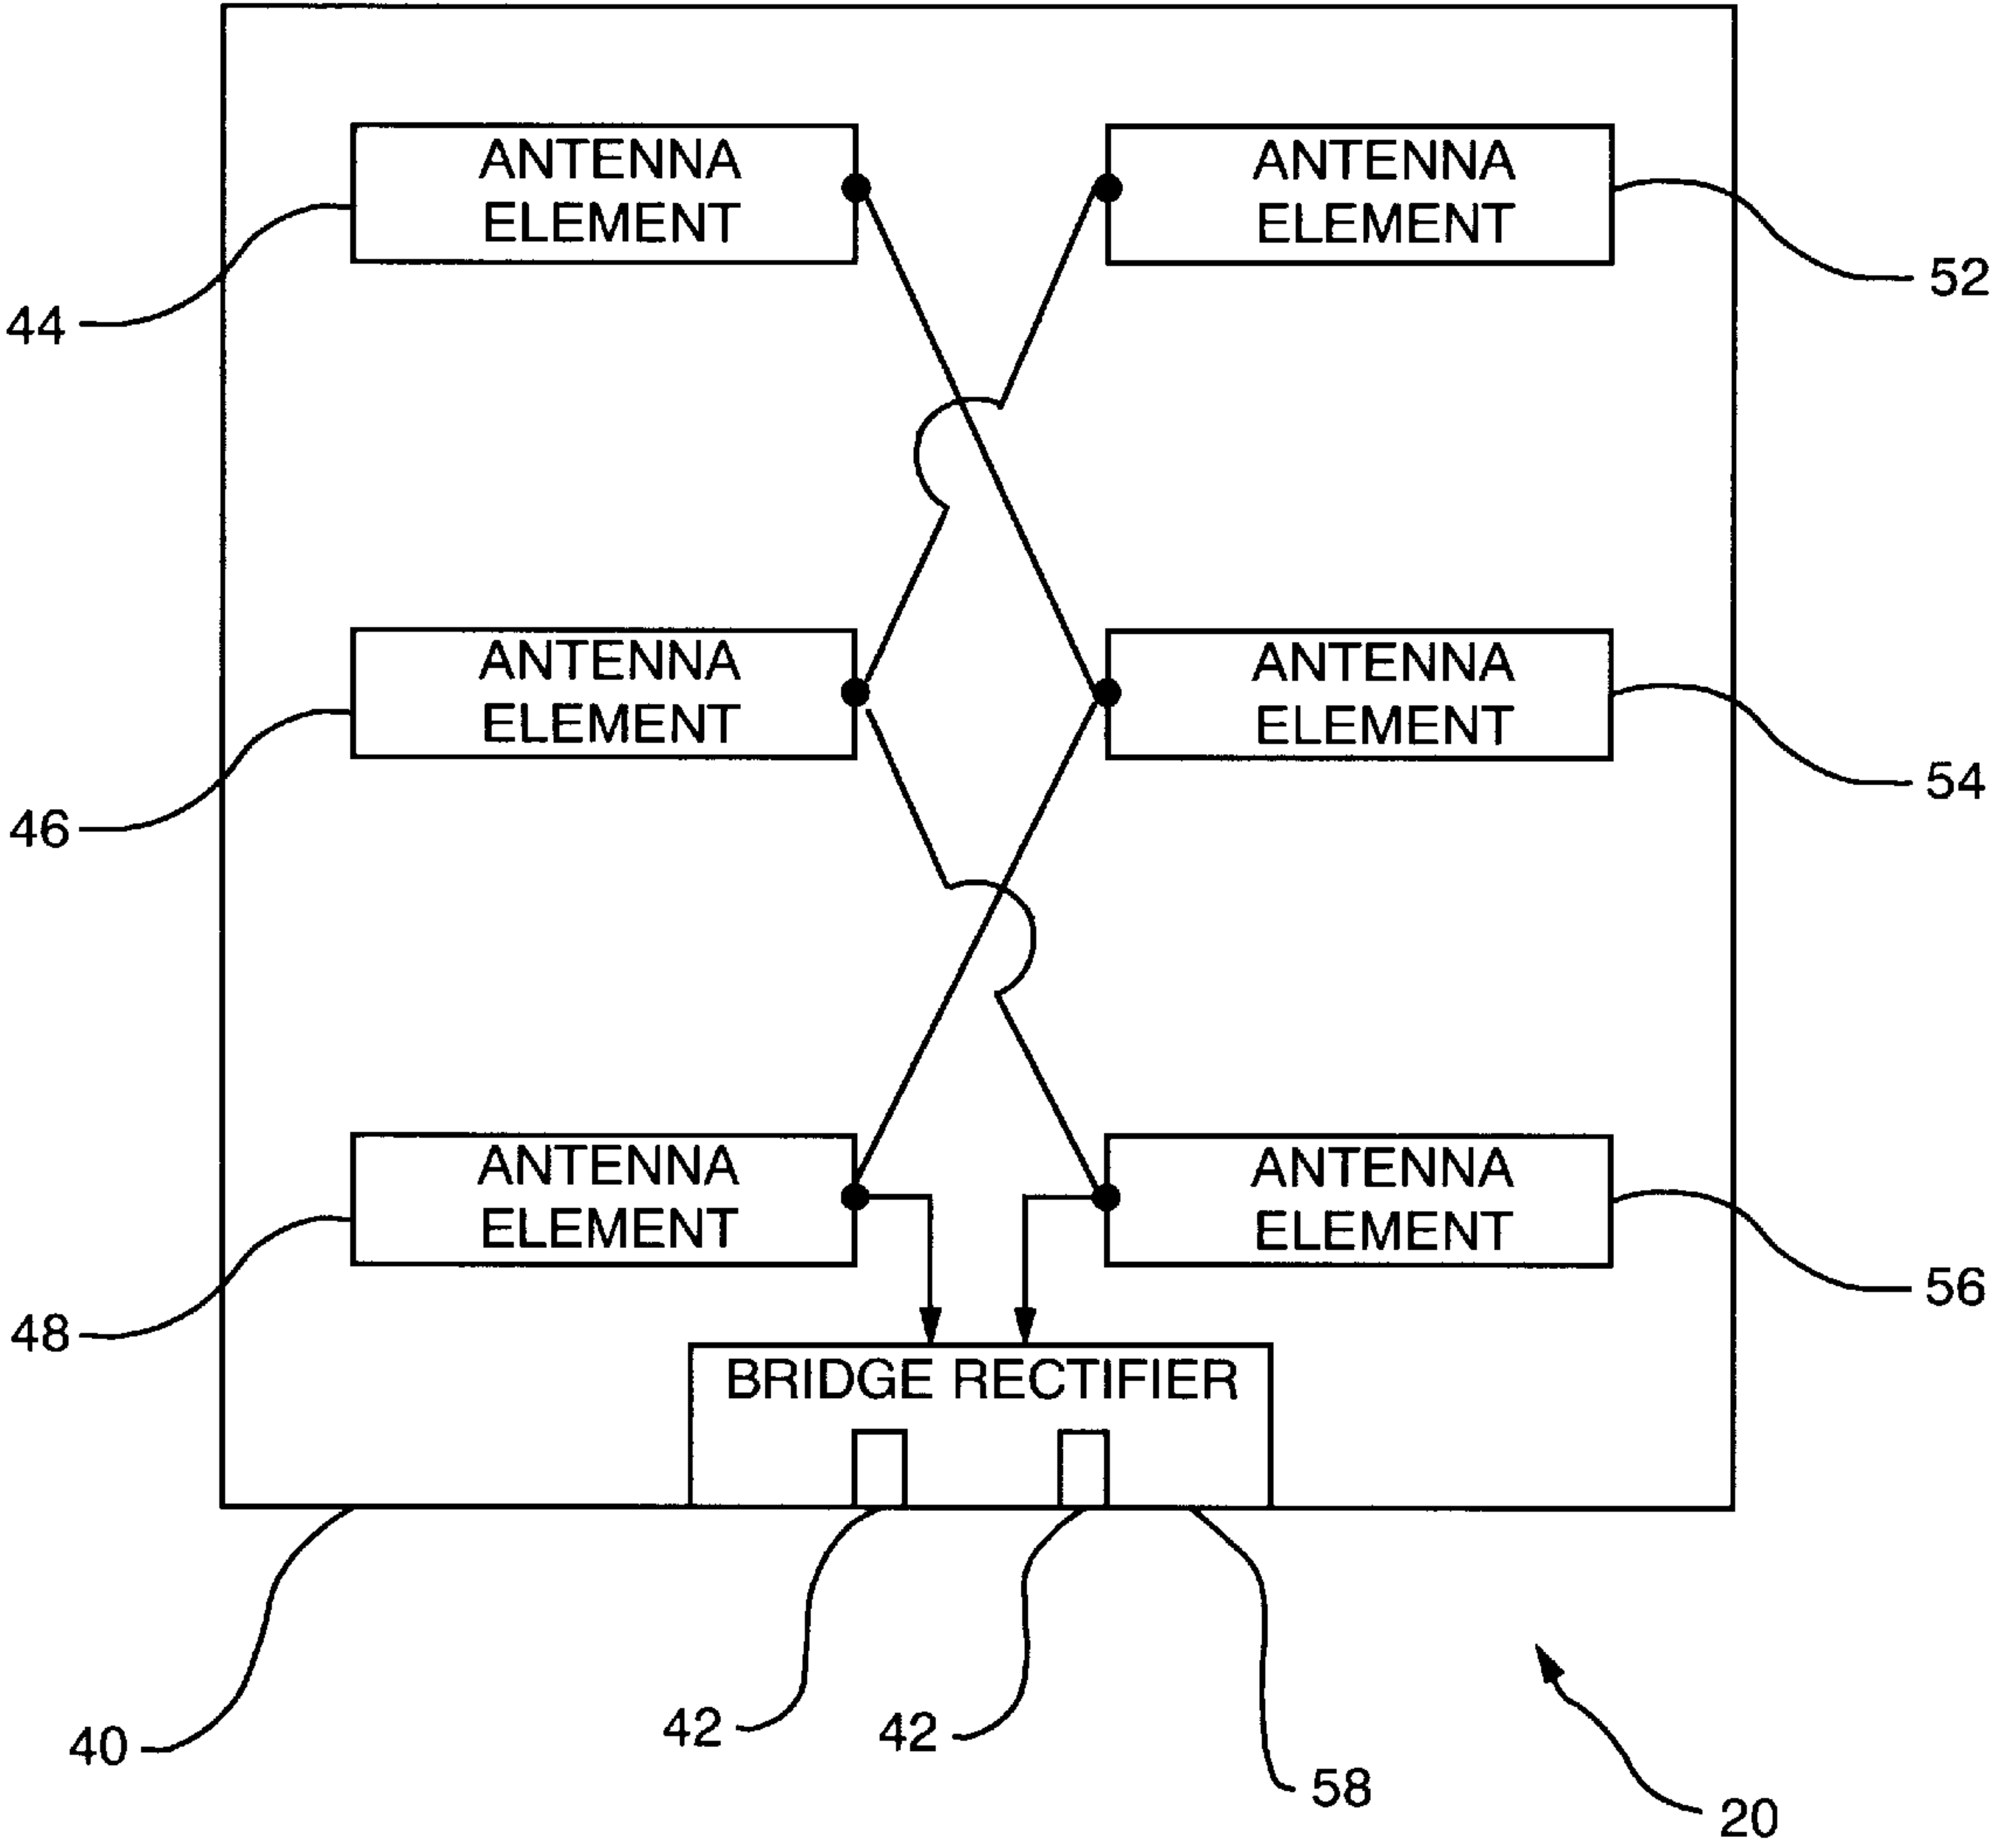 ANTENNA
ELEMENT
ANTENNA
ELEMENT
52
44
ANTENNA
ELEMENT
ANTENNA
ELEMENT
54
46
ANTENNA
ELEMENT
ANTENNA
ELEMENT
56
48
BRIDGE RECTIFIER
40
42
42
58
20